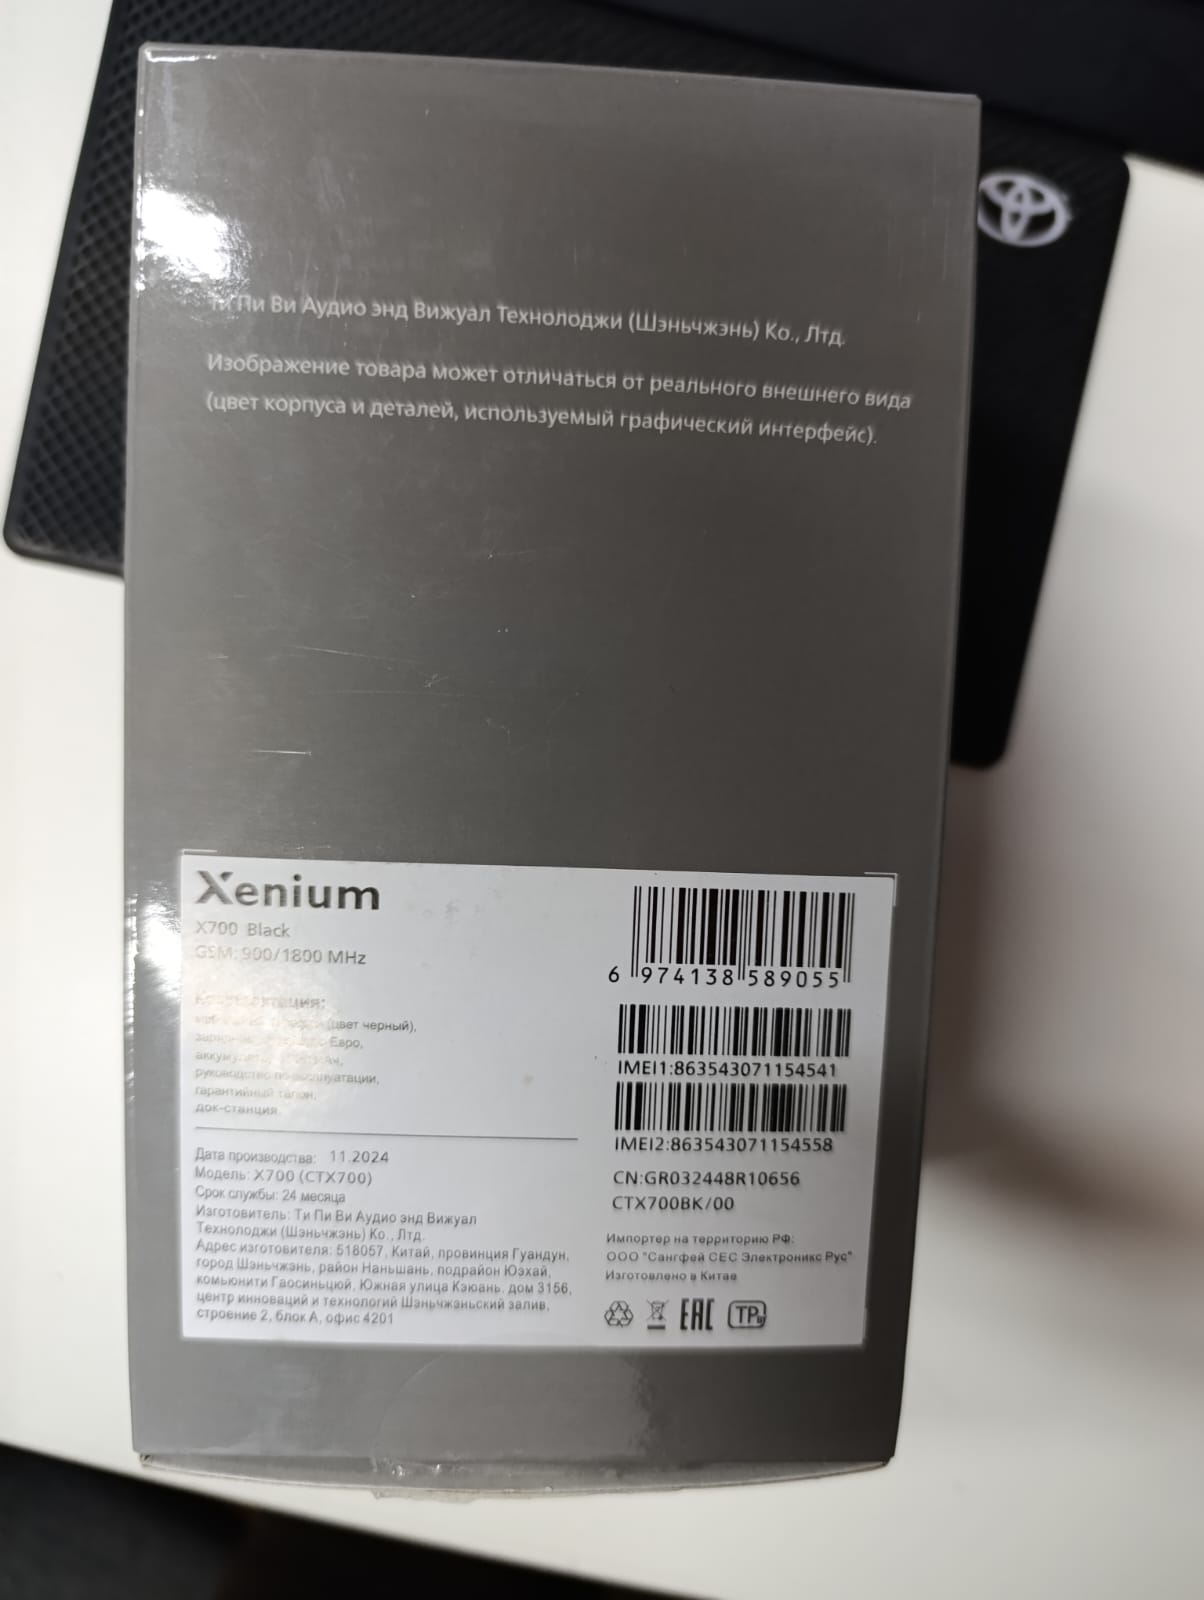 Ти Пи Ви Аудио энд Вижуал Технолоджи (Шэньчжэнь) Ко., Лтд.
Изображение товара может отличаться от реального внешнего вида
(цвет корпуса и деталей, используемый графический интерфейс).
Xenium
X700 Black
GSM: 900/1800 MHz
Комплектация:
(цвет черный),
Евро,
руководство по эксплуатации,
гарантийный талон,
док-станция.
Дата производства: 11.2024
Модель: X700 (CTX700)
Срок службы: 24 месяца
Изготовитель: Ти Пи Ви Аудио энд Вижуал
Технолоджи (Шэньчжэнь) Ко., Лтд.
Адрес изготовителя: 518057, Китай, провинция Гуандун,
город Шэньчжэнь, район Наньшань, подрайон Юэхай,
комьюнити Гаосиньцюй, Южная улица Кэюань, дом 3156,
центр инноваций и технологий Шэньчжэньский залив,
строение 2, блок А, офис 4201
6 974138 589055
IMEI1:863543071154541
IMEI2:863543071154558
CN:GR032448R10656
CTX700BK/00
Импортер на территорию РФ:
ООО "Сангфей СЕС Электроникс Рус"
Изготовлено в Китае
EAC